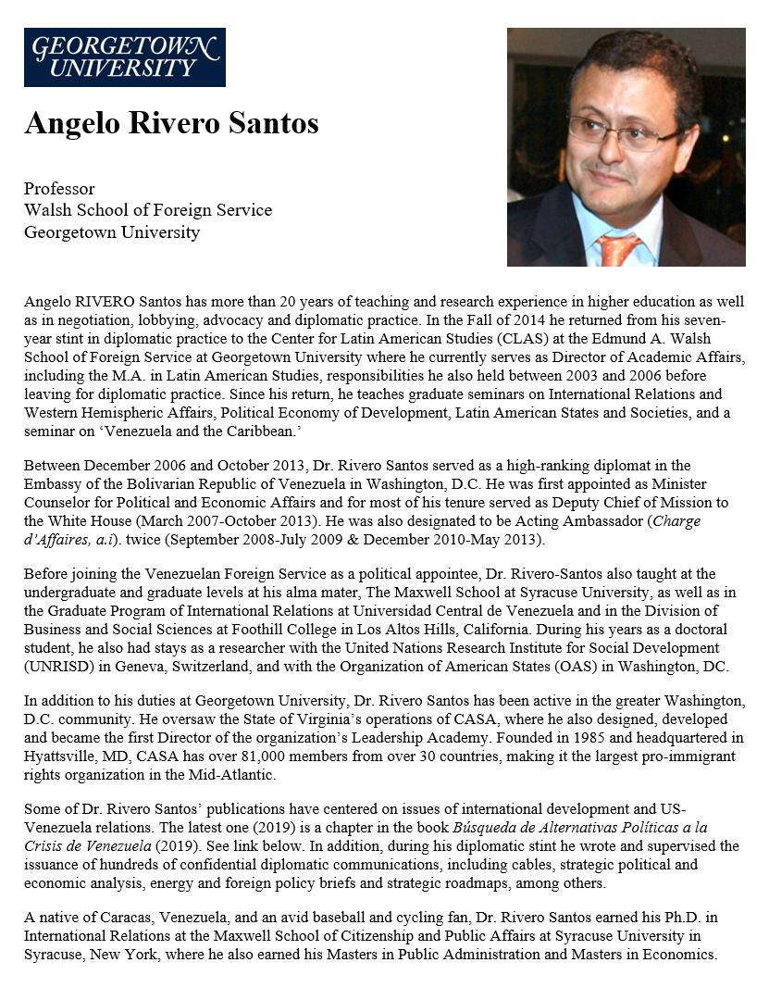 GEORGETOWN
UNIVERSITY
Angelo Rivero Santos
Professor
Walsh School of Foreign Service
Georgetown University
Angelo RIVERO Santos has more than 20 years of teaching and research experience in higher education as well
as in negotiation, lobbying, advocacy and diplomatic practice. In the Fall of 2014 he returned from his seven-
year stint in diplomatic practice to the Center for Latin American Studies (CLAS) at the Edmund A. Walsh
School of Foreign Service at Georgetown University where he currently serves as Director of Academic Affairs,
including the M.A. in Latin American Studies, responsibilities he also held between 2003 and 2006 before
leaving for diplomatic practice. Since his return, he teaches graduate seminars on International Relations and
Western Hemispheric Affairs, Political Economy of Development, Latin American States and Societies, and a
seminar on ‘Venezuela and the Caribbean.’
Between December 2006 and October 2013, Dr. Rivero Santos served as a high-ranking diplomat in the
Embassy of the Bolivarian Republic of Venezuela in Washington, D.C. He was first appointed as Minister
Counselor for Political and Economic Affairs and for most of his tenure served as Deputy Chief of Mission to
the White House (March 2007-October 2013). He was also designated to be Acting Ambassador (Charge
d’Affaires, a.i). twice (September 2008-July 2009 & December 2010-May 2013).
Before joining the Venezuelan Foreign Service as a political appointee, Dr. Rivero-Santos also taught at the
undergraduate and graduate levels at his alma mater, The Maxwell School at Syracuse University, as well as in
the Graduate Program of International Relations at Universidad Central de Venezuela and in the Division of
Business and Social Sciences at Foothill College in Los Altos Hills, California. During his years as a doctoral
student, he also had stays as a researcher with the United Nations Research Institute for Social Development
(UNRISD) in Geneva, Switzerland, and with the Organization of American States (OAS) in Washington, DC.
In addition to his duties at Georgetown University, Dr. Rivero Santos has been active in the greater Washington,
D.C. community. He oversaw the State of Virginia’s operations of CASA, where he also designed, developed
and became the first Director of the organization’s Leadership Academy. Founded in 1985 and headquartered in
Hyattsville, MD, CASA has over 81,000 members from over 30 countries, making it the largest pro-immigrant
rights organization in the Mid-Atlantic.
Some of Dr. Rivero Santos’ publications have centered on issues of international development and US-
Venezuela relations. The latest one (2019) is a chapter in the book Búsqueda de Alternativas Políticas a la
Crisis de Venezuela (2019). See link below. In addition, during his diplomatic stint he wrote and supervised the
issuance of hundreds of confidential diplomatic communications, including cables, strategic political and
economic analysis, energy and foreign policy briefs and strategic roadmaps, among others.
A native of Caracas, Venezuela, and an avid baseball and cycling fan, Dr. Rivero Santos earned his Ph.D. in
International Relations at the Maxwell School of Citizenship and Public Affairs at Syracuse University in
Syracuse, New York, where he also earned his Masters in Public Administration and Masters in Economics.